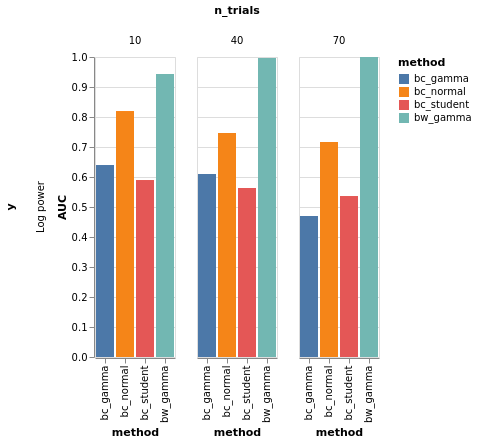 n_trials
10 40 70
y
Log power
AUC
1.0
0.9
0.8
0.7
0.6
0.5
0.4
0.3
0.2
0.1
0.0
bc_gamma bc_normal bc_student bw_gamma bc_gamma bc_normal bc_student bw_gamma bc_gamma bc_normal bc_student bw_gamma
method method method
method
bc_gamma
bc_normal
bc_student
bw_gamma